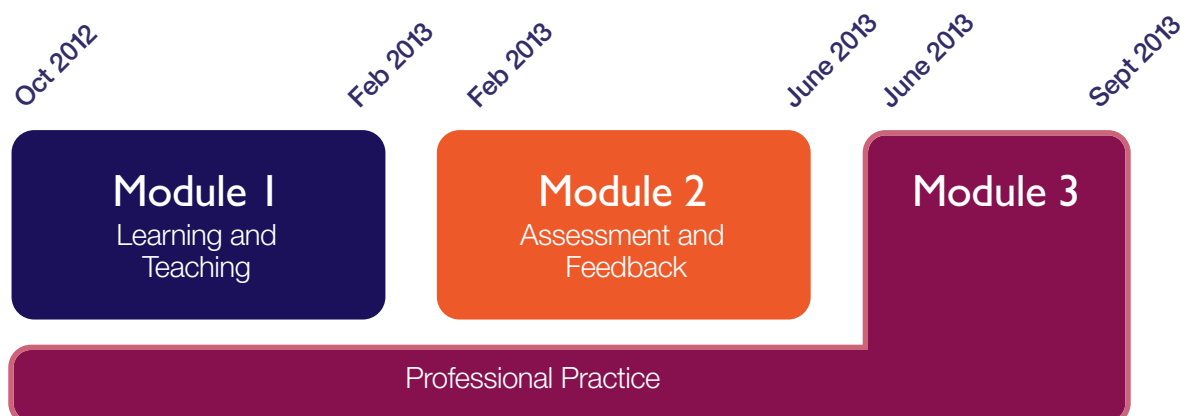 Oct 2012
Feb 2013
Feb 2013
June 2013
June 2013
Sept 2013
Module 1
Learning and
Teaching
Module 2
Assessment and
Feedback
Module 3
Professional Practice